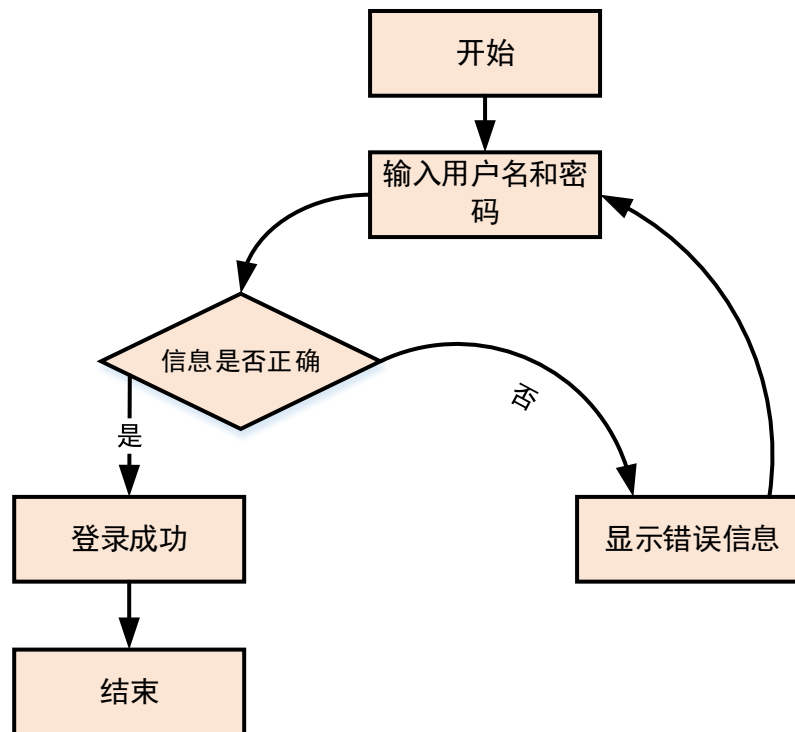 开始
输入用户名和密
码
信息是否正确
否
是
登录成功
显示错误信息
结束